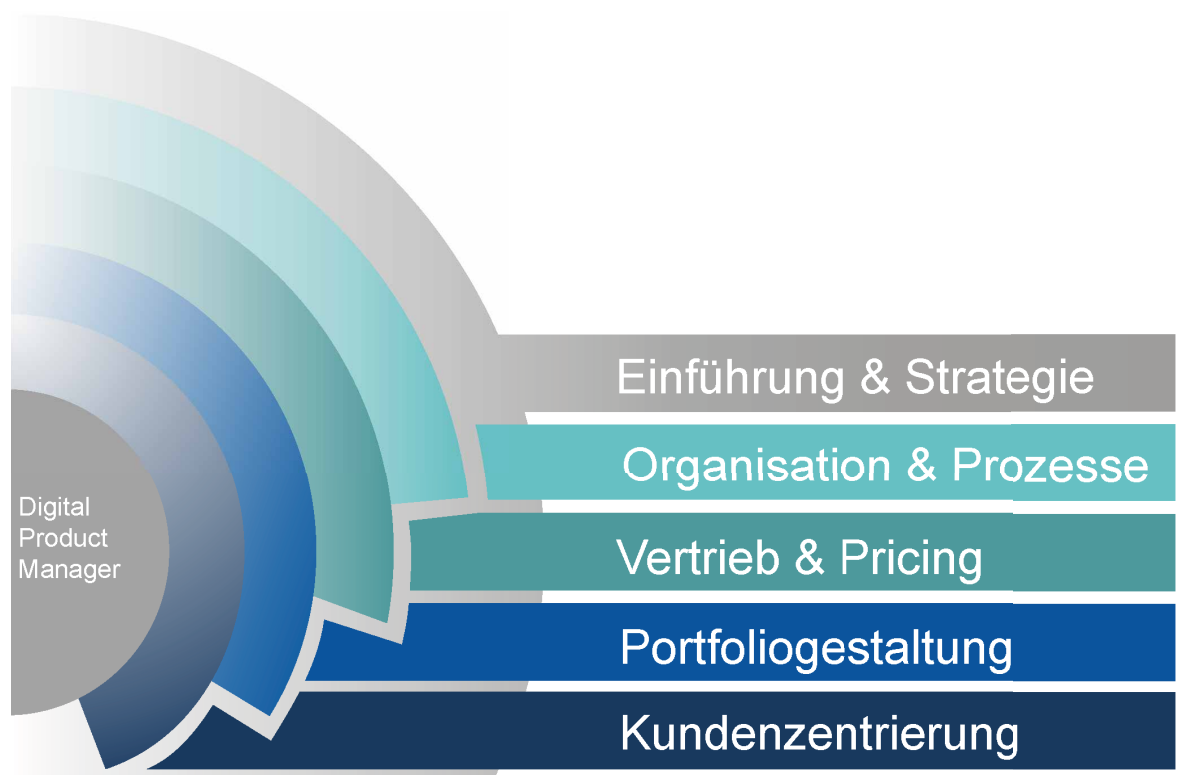 Einführung & Strategie
Organisation & Prozesse
Digital
Product
Manager
Vertrieb & Pricing
Portfoliogestaltung
Kundenzentrierung